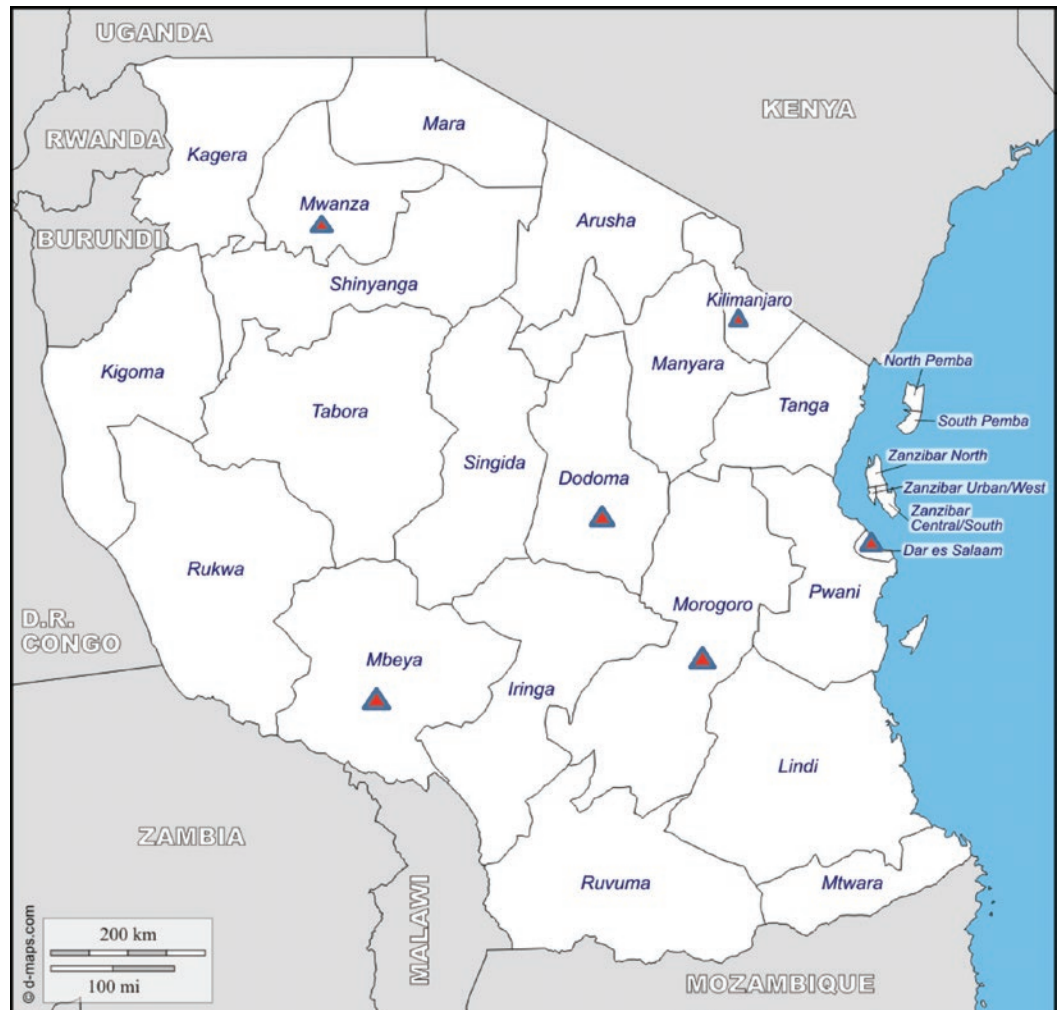 UGANDA
KENYA
RWANDA
Mara
Kagera
Mwanza
Arusha
BURUNDI
Shinyanga
Kilimanjaro
Manyara
Kigoma
Tabora
Tanga
North Pemba
South Pemba
Singida
Dodoma
Zanzibar North
Zanzibar Urban/West
Zanzibar
Central/South
Dar es Salaam
Rukwa
Morogoro
Pwani
D.R.
CONGO
Mbeya
Iringa
Lindi
ZAMBIA
MALAWI
Ruvuma
Mtwara
MOZAMBIQUE
200 km
100 mi
© d-maps.com